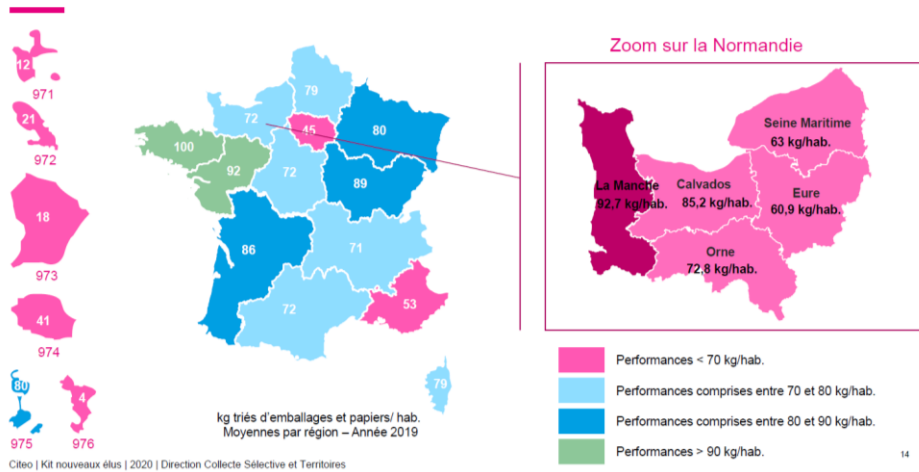 Zoom sur la Normandie
12
971
21
972
18
973
41
974
80
975
4
976
79
72
45
80
100
92
72
89
86
71
72
53
79
Seine Maritime
63 kg/hab.
La Manche
92,7 kg/hab.
Calvados
85,2 kg/hab.
Eure
60,9 kg/hab.
Orne
72,8 kg/hab.
Performances < 70 kg/hab.
Performances comprises entre 70 et 80 kg/hab.
Performances comprises entre 80 et 90 kg/hab.
Performances > 90 kg/hab.
kg triés d'emballages et papiers/ hab.
Moyennes par région – Année 2019
Citeo | Kit nouveaux élus | 2020 | Direction Collecte Sélective et Territoires
14